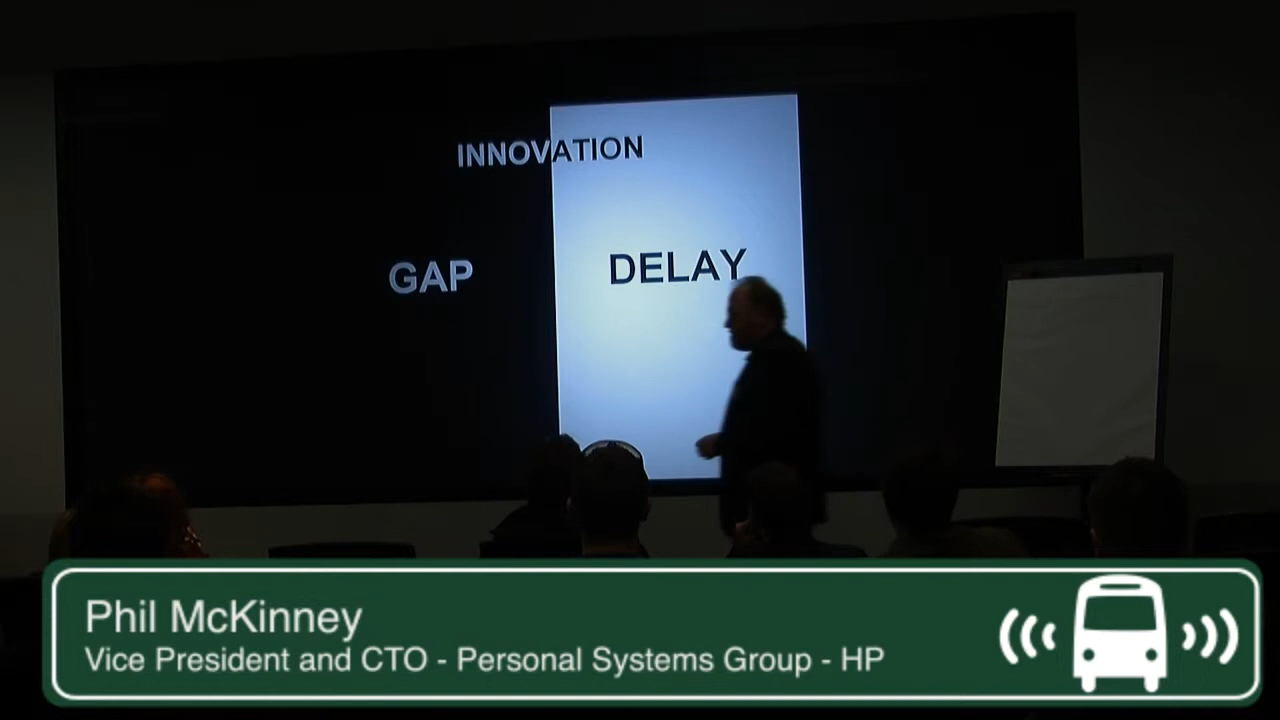 INNOVATION
GAP
DELAY
Phil McKinney
Vice President and CTO - Personal Systems Group - HP